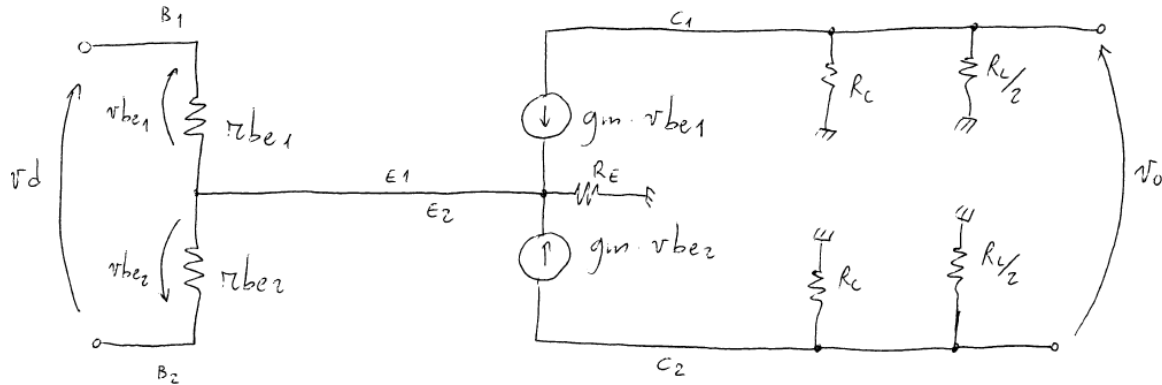 B1
C1
vbe1
rbe1
gm · vbe1
RC
RL/2
vd
E1
RE
vo
E2
vbe2
rbe2
gm · vbe2
RC
RL/2
B2
C2